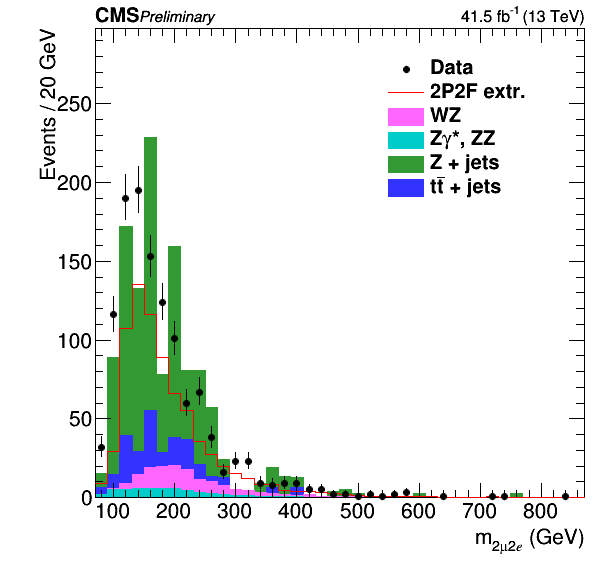 CMS Preliminary 41.5 fb⁻¹ (13 TeV)
Events / 20 GeV
Data
2P2F extr.
WZ
Zγ*, ZZ
Z + jets
tt̄ + jets
250
200
150
100
50
0
100 200 300 400 500 600 700 800
m2μ2e (GeV)